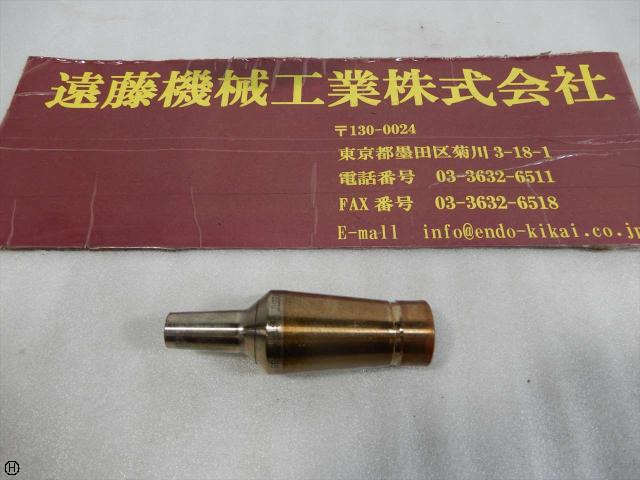 遠藤機械工業株式会社
〒130-0024
東京都墨田区菊川 3-18-1
電話番号 03-3632-6511
FAX 番号 03-3632-6518
E-mall info@endo-kikai.co.jp
H